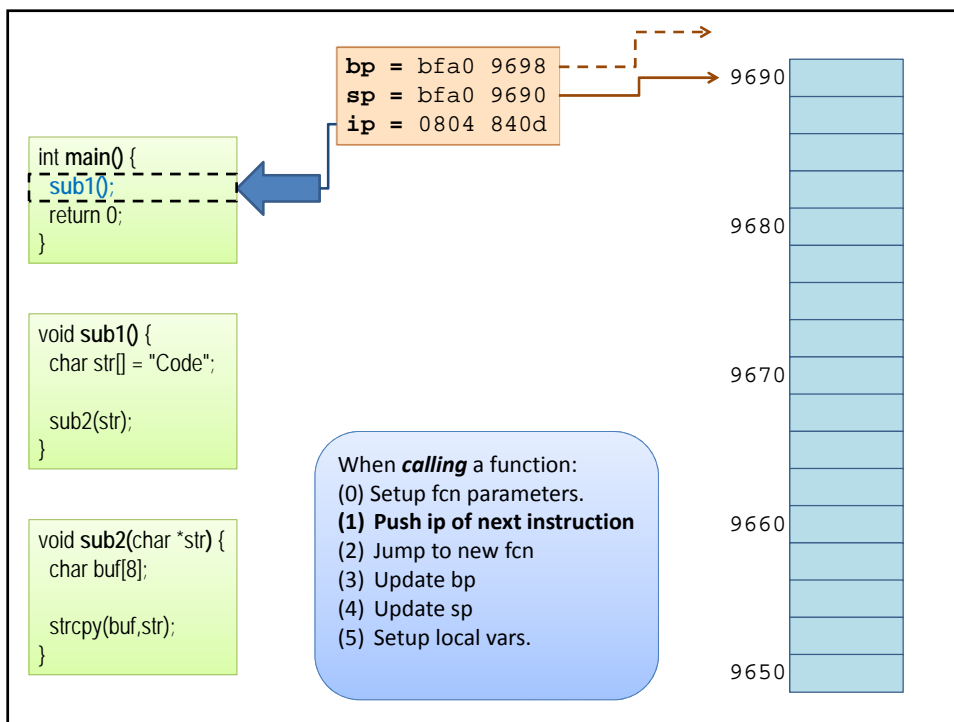 bp = bfa0 9698
sp = bfa0 9690
ip = 0804 840d
int main() {
sub1();
return 0;
}
void sub1() {
char str[] = "Code";
sub2(str);
}
void sub2(char *str) {
char buf[8];
strcpy(buf,str);
}
When calling a function:
(0) Setup fcn parameters.
(1) Push ip of next instruction
(2) Jump to new fcn
(3) Update bp
(4) Update sp
(5) Setup local vars.
9690
9680
9670
9660
9650